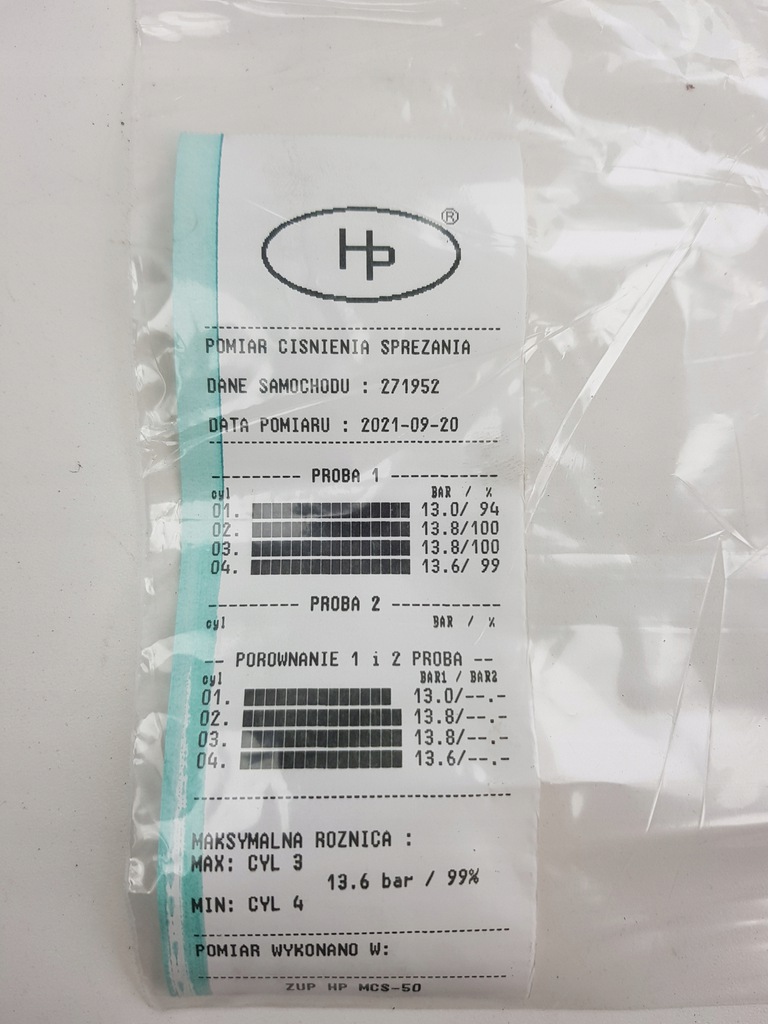 HP ®
POMIAR CISNIENIA SPREZANIA
DANE SAMOCHODU : 271952
DATA POMIARU : 2021-09-20
--------- PROBA 1 ----------
cyl BAR / %
01. 13.0/ 94
02. 13.8/100
03. 13.8/100
04. 13.6/ 99
--------- PROBA 2 ----------
cyl BAR / %
-- POROWNANIE 1 i 2 PROBA --
cyl BAR1 / BAR2
01. 13.0/--.-
02. 13.8/--.-
03. 13.8/--.-
04. 13.6/--.-
MAKSYMALNA ROZNICA :
MAX: CYL 3
13.6 bar / 99%
MIN: CYL 4
POMIAR WYKONANO W:
ZUP HP MCS-50